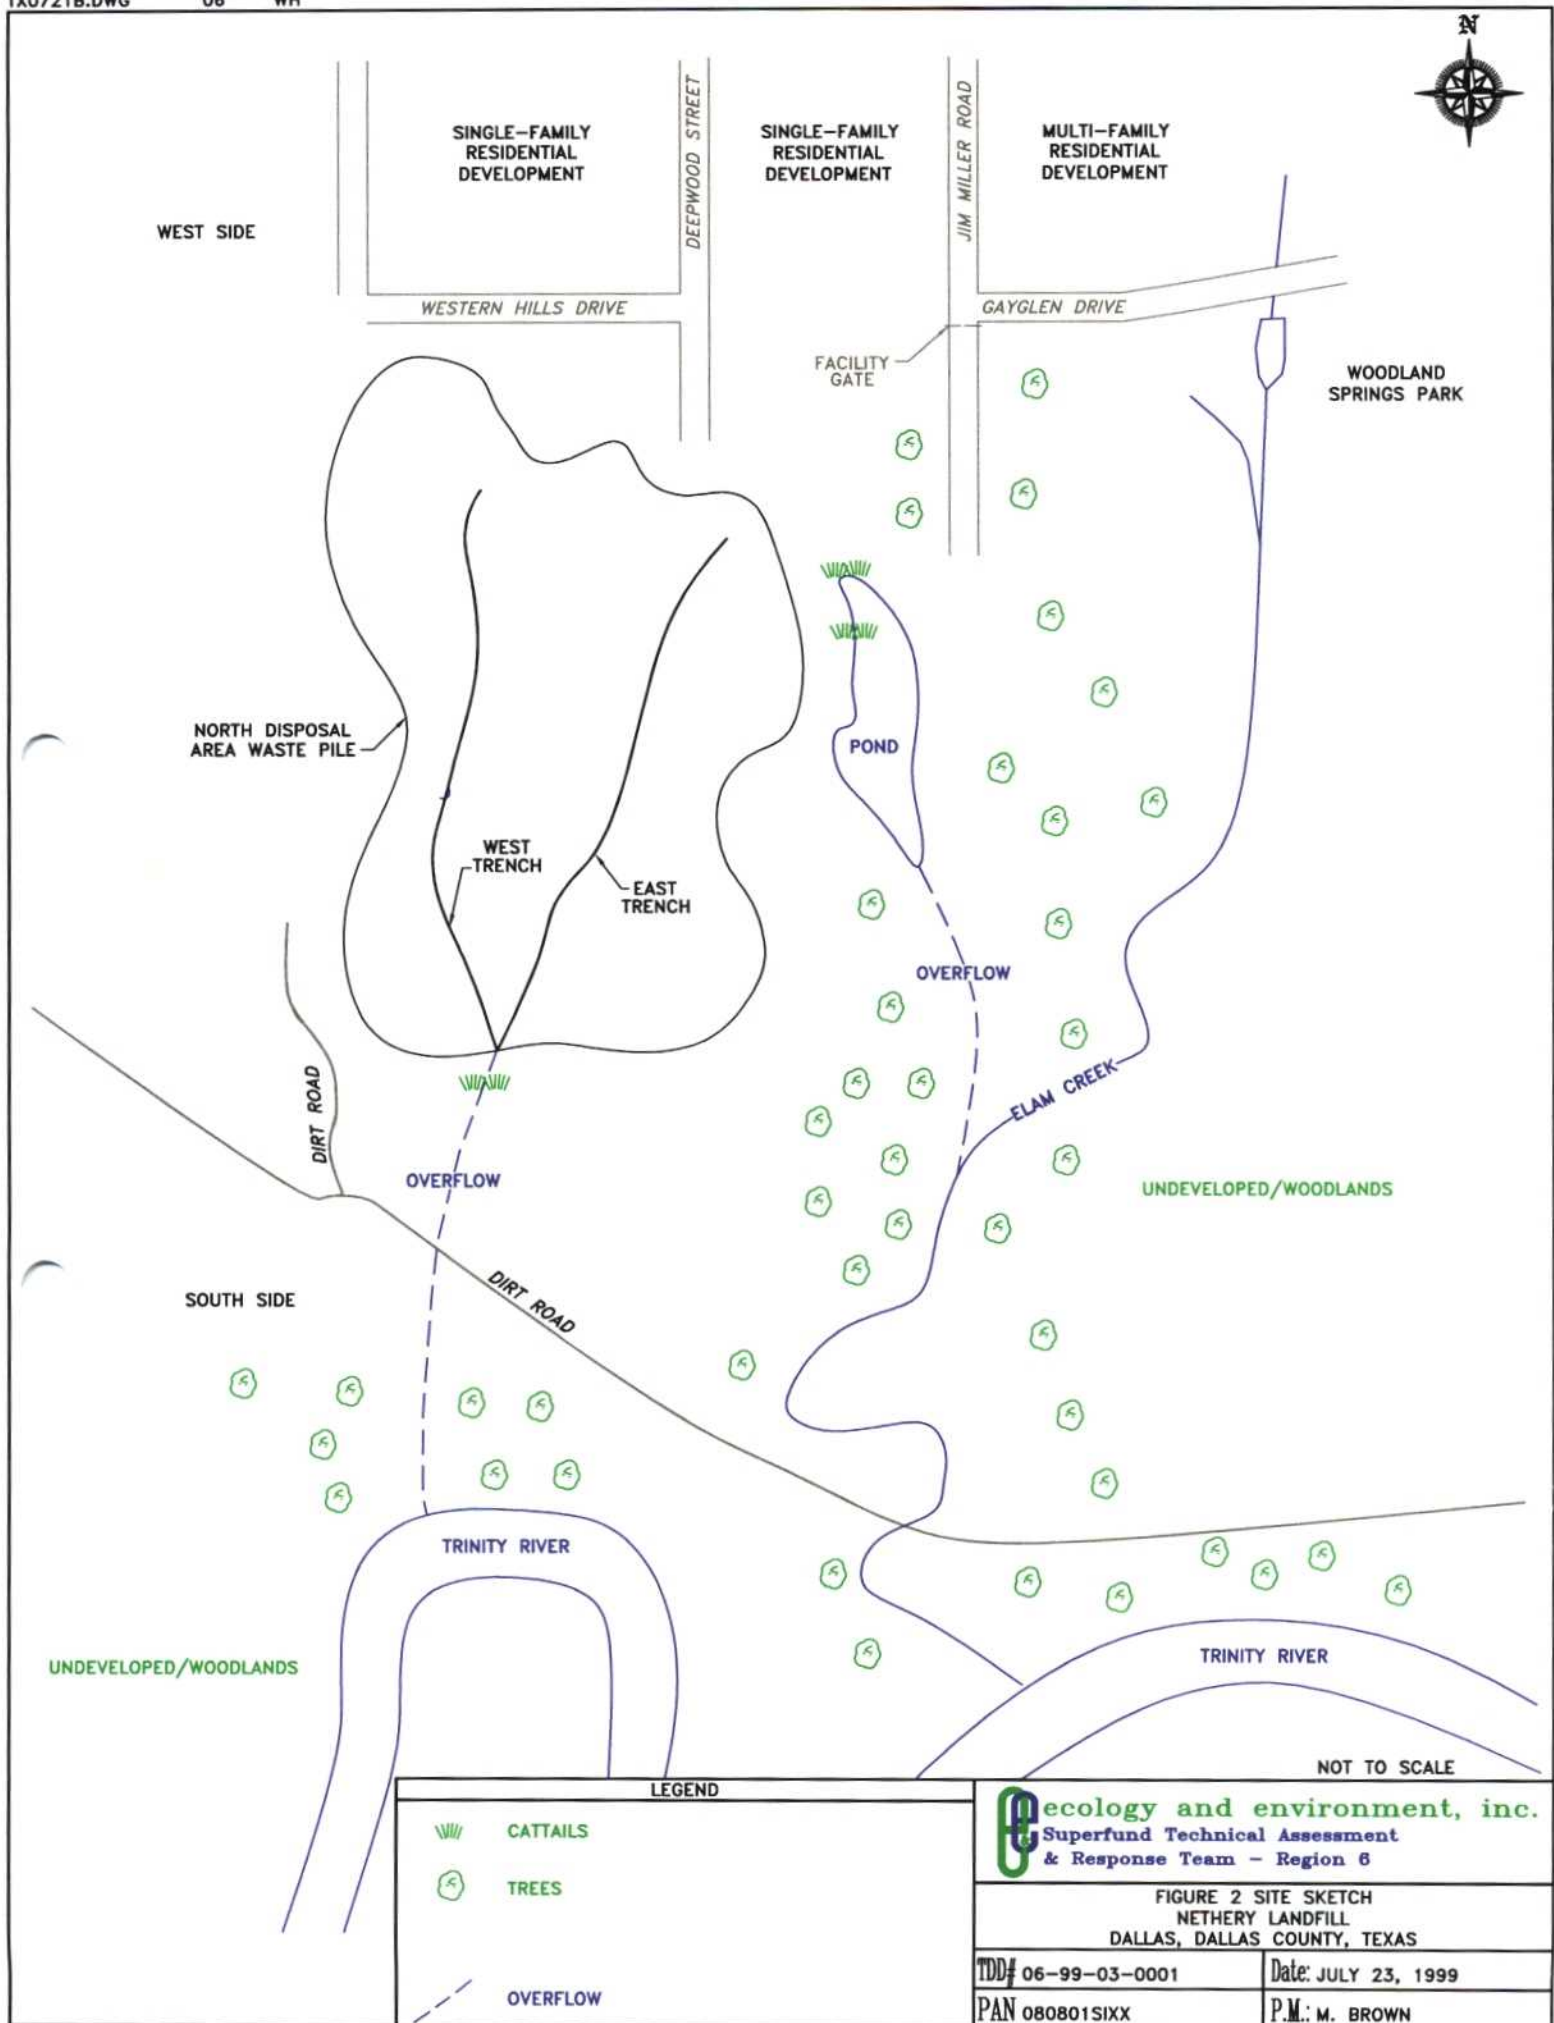 TX0721B.DWG 06 WH
N
SINGLE-FAMILY
RESIDENTIAL
DEVELOPMENT
DEEPWOOD STREET
SINGLE-FAMILY
RESIDENTIAL
DEVELOPMENT
JIM MILLER ROAD
MULTI-FAMILY
RESIDENTIAL
DEVELOPMENT
WEST SIDE
WESTERN HILLS DRIVE
GAYGLEN DRIVE
FACILITY
GATE
WOODLAND
SPRINGS PARK
NORTH DISPOSAL
AREA WASTE PILE
POND
WEST
TRENCH
EAST
TRENCH
OVERFLOW
DIRT ROAD
ELAM CREEK
OVERFLOW
UNDEVELOPED/WOODLANDS
SOUTH SIDE
DIRT ROAD
TRINITY RIVER
UNDEVELOPED/WOODLANDS
TRINITY RIVER
NOT TO SCALE
LEGEND
CATTAILS
TREES
OVERFLOW
ecology and environment, inc.
Superfund Technical Assessment
& Response Team - Region 6
FIGURE 2 SITE SKETCH
NETHERY LANDFILL
DALLAS, DALLAS COUNTY, TEXAS
TDD# 06-99-03-0001
Date: JULY 23, 1999
PAN 080801SIXX
P.M.: M. BROWN